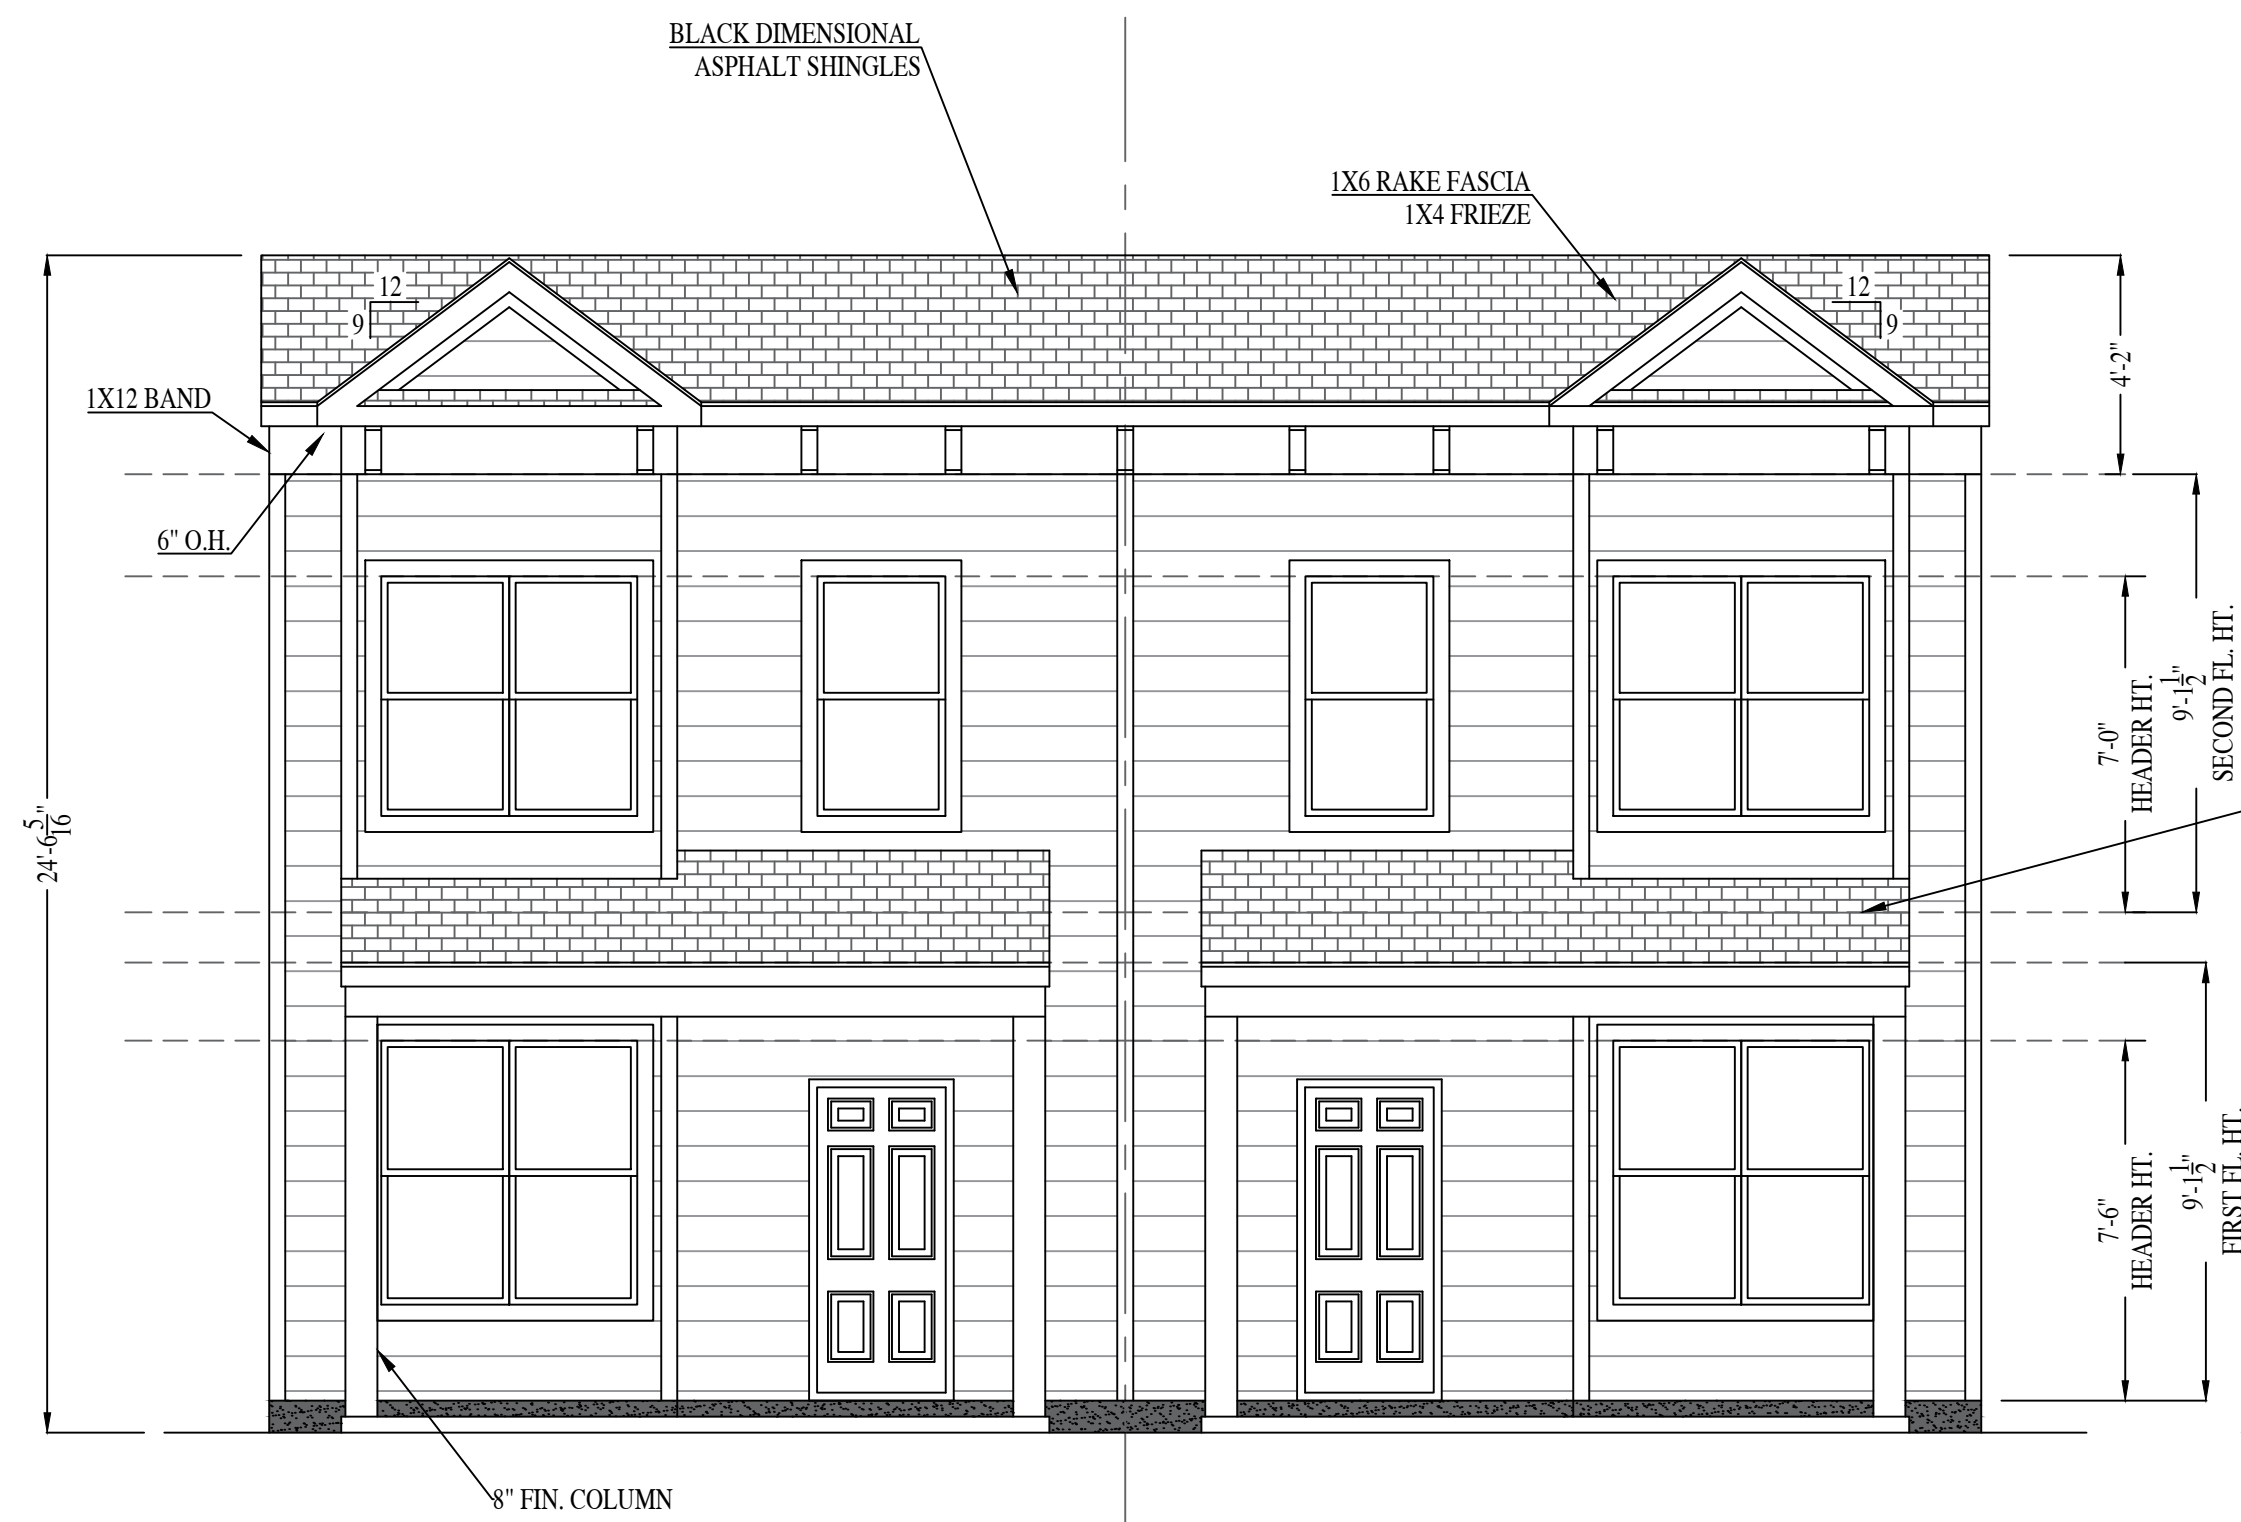 BLACK DIMENSIONAL
ASPHALT SHINGLES
1X6 RAKE FASCIA
1X4 FRIEZE
12
9
12
9
1X12 BAND
6" O.H.
4'-2"
24'-6 5/16"
7'-0"
HEADER HT.
9'-1 1/2"
SECOND FL. HT.
7'-6"
HEADER HT.
9'-1 1/2"
FIRST FL. HT.
8" FIN. COLUMN